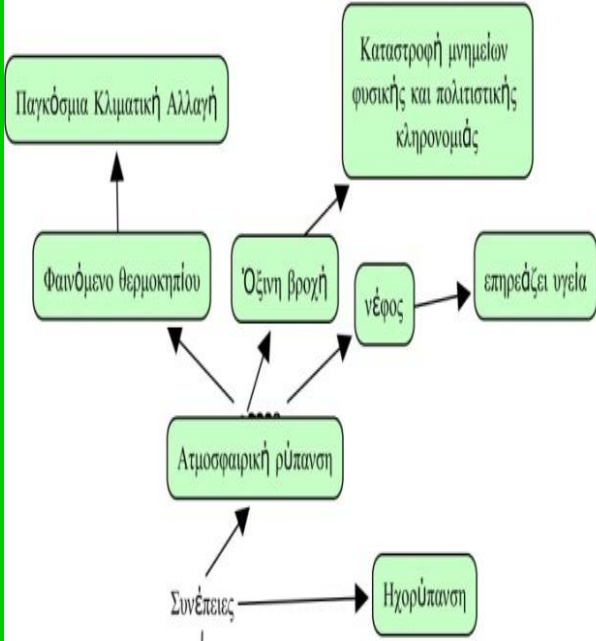 Καταστροφή μνημείων
φυσικής και πολιτιστικής
κληρονομιάς
Παγκόσμια Κλιματική Αλλαγή
Φαινόμενο θερμοκηπίου
Όξινη βροχή
νέφος
επηρεάζει υγεία
Ατμοσφαιρική ρύπανση
Συνέπειες
Ηχορύπανση